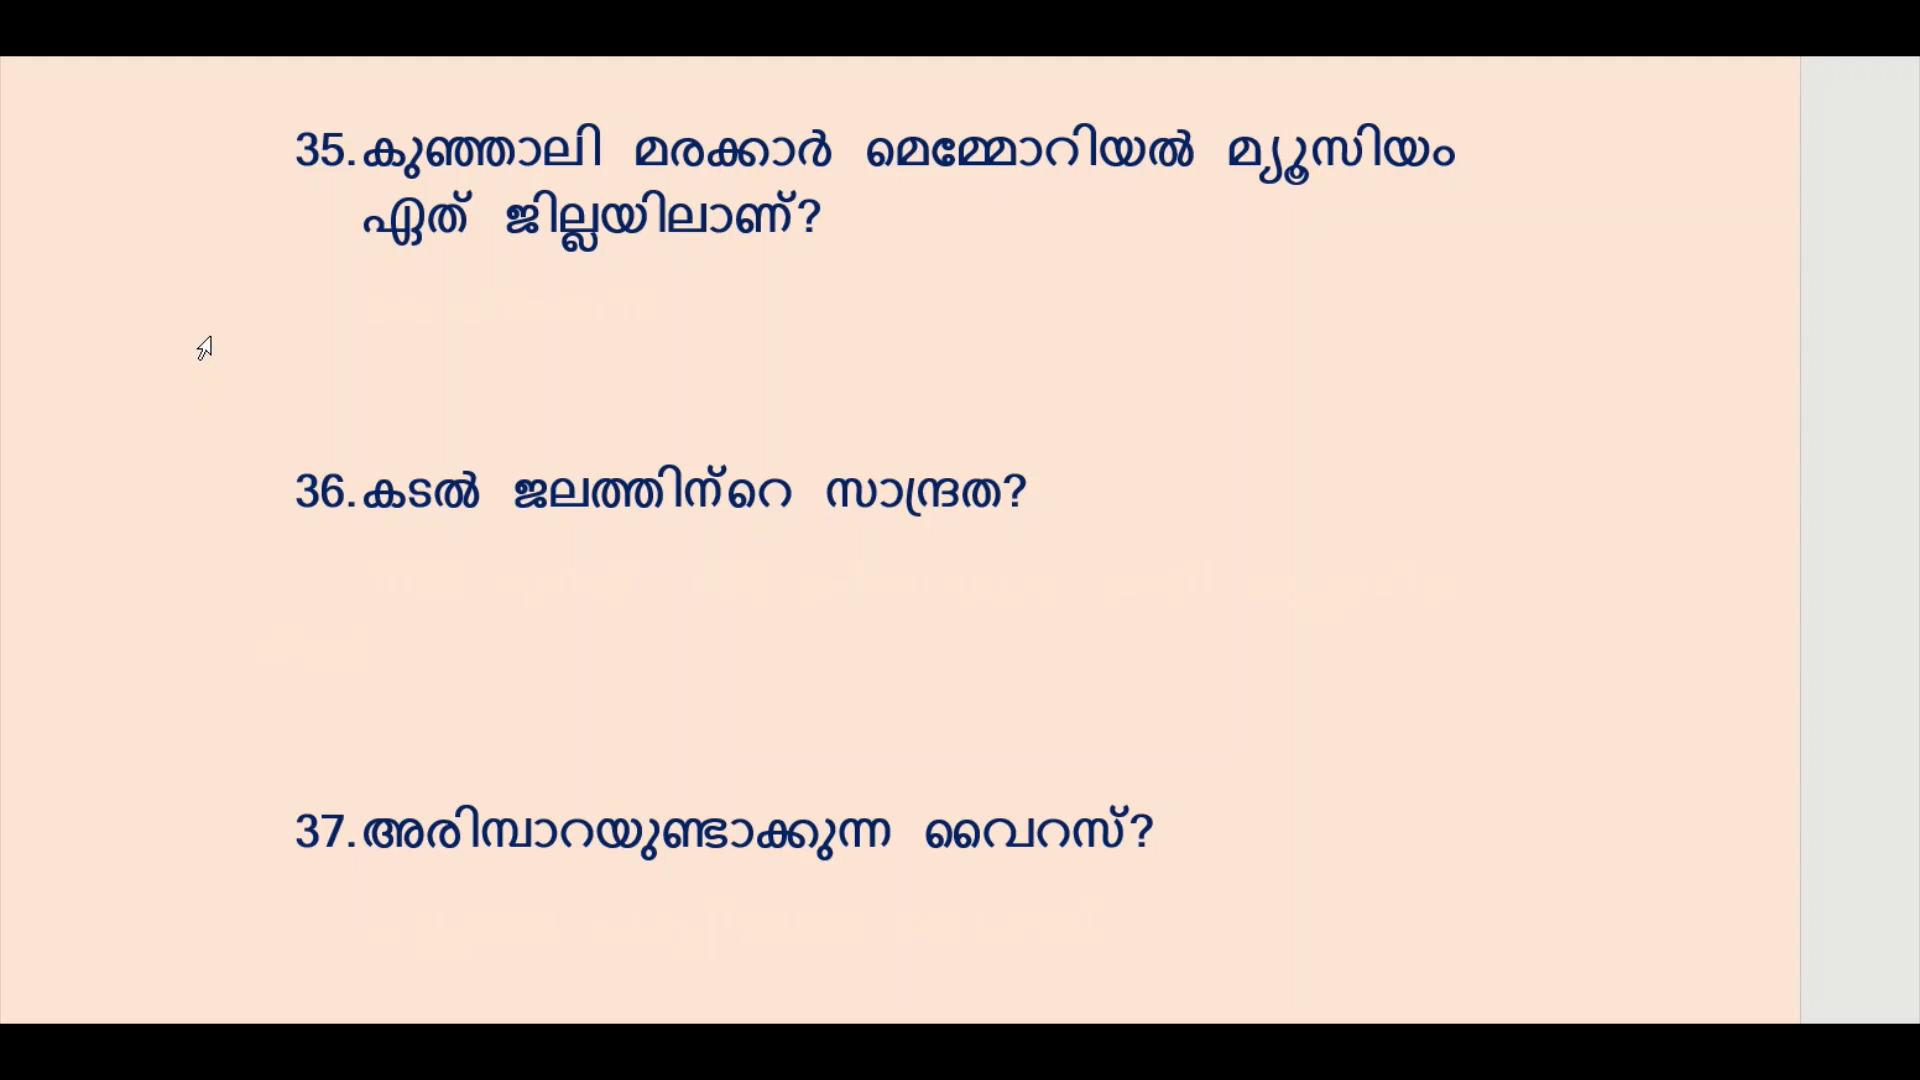 35. കുഞ്ഞാലി മരക്കാർ മെമ്മോറിയൽ മ്യൂസിയം
ഏത് ജില്ലയിലാണ്?
36. കടൽ ജലത്തിന്റെ സാന്ദ്രത?
37. അരിമ്പാറയുണ്ടാക്കുന്ന വൈറസ്?